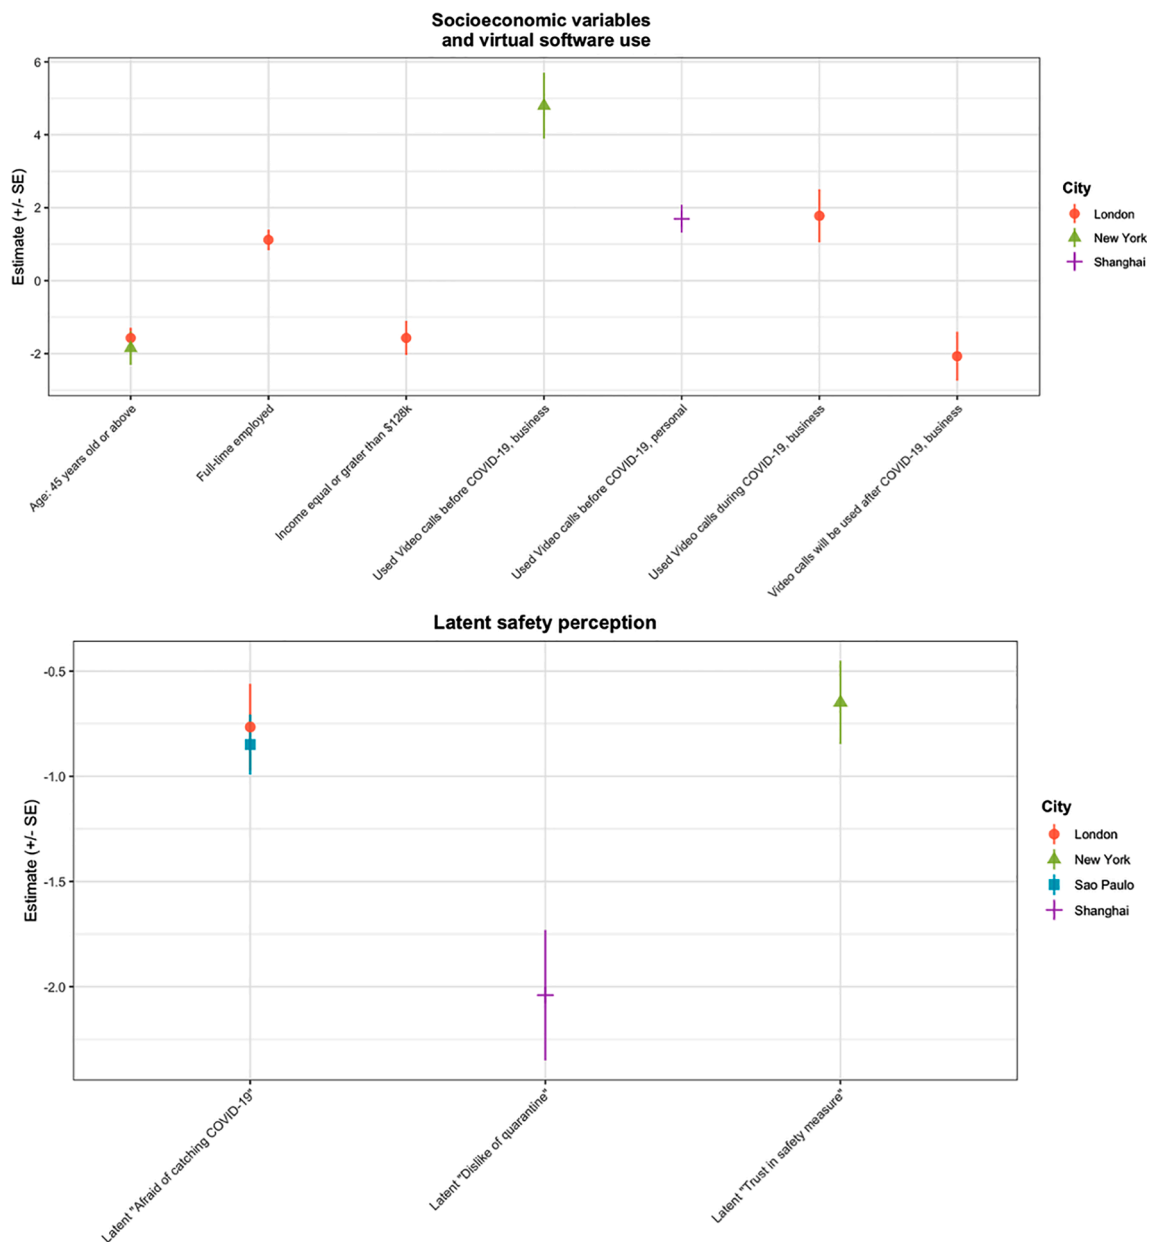 Socioeconomic variables
and virtual software use
Estimate (+/- SE)
6
4
2
0
-2
Age: 45 years old or above
Full-time employed
Income equal or grater than $126k
Used Video calls before COVID-19, business
Used Video calls before COVID-19, personal
Used Video calls during COVID-19, business
Video calls will be used after COVID-19, business
City
London
New York
Shanghai
Latent safety perception
Estimate (+/- SE)
-0.5
-1.0
-1.5
-2.0
Latent "Afraid of catching COVID-19"
Latent "Dislike of quarantine"
Latent "Trust in safety measure"
City
London
New York
Sao Paulo
Shanghai